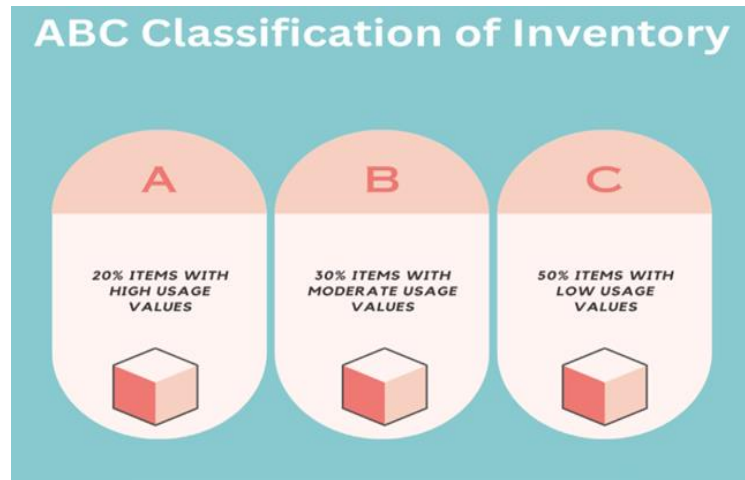 ABC Classification of Inventory
A
20% ITEMS WITH
HIGH USAGE
VALUES
B
30% ITEMS WITH
MODERATE USAGE
VALUES
C
50% ITEMS WITH
LOW USAGE
VALUES